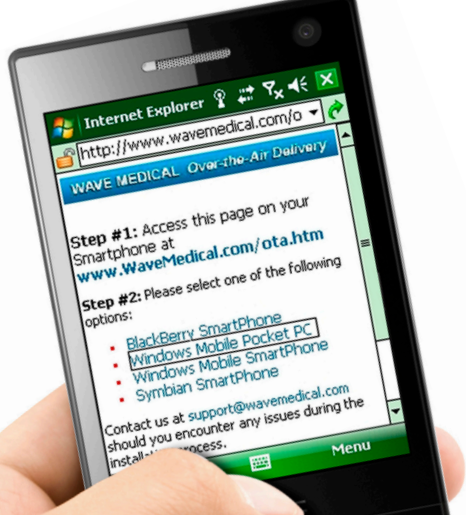 Internet Explorer
http://www.wavemedical.com/o
WAVE MEDICAL Over-the-Air Delivery
Step #1: Access this page on your
Smartphone at
www.WaveMedical.com/ota.htm
Step #2: Please select one of the following
options:
BlackBerry SmartPhone
Windows Mobile Pocket PC
Windows Mobile SmartPhone
Symbian SmartPhone
Contact us at support@wavemedical.com
should you encounter any issues during the
process.
Menu